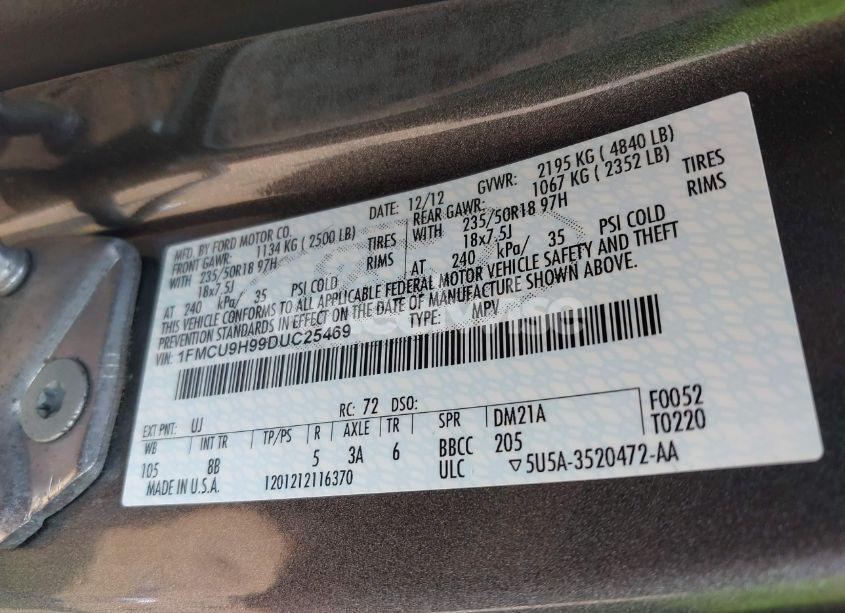 MFD. BY FORD MOTOR CO.
DATE: 12/12 GVWR: 2195 KG ( 4840 LB)
FRONT GAWR: 1134 KG ( 2500 LB) REAR GAWR: 1067 KG ( 2352 LB)
WITH 235/50R18 97H TIRES WITH 235/50R18 97H TIRES
18x7.5J RIMS 18x7.5J RIMS
AT 240 kPa/ 35 PSI COLD AT 240 kPa/ 35 PSI COLD
THIS VEHICLE CONFORMS TO ALL APPLICABLE FEDERAL MOTOR VEHICLE SAFETY AND THEFT
PREVENTION STANDARDS IN EFFECT ON THE DATE OF MANUFACTURE SHOWN ABOVE.
VIN: 1FMCU9H99DUC25469 TYPE: MPV
EXT PNT: UJ RC: 72 DSO:
WB INT TR TP/PS R AXLE TR SPR DM21A F0052
105 8B 5 3A 6 BBCC 205 T0220
MADE IN U.S.A. 1201212116370 ULC ▽5U5A-3520472-AA